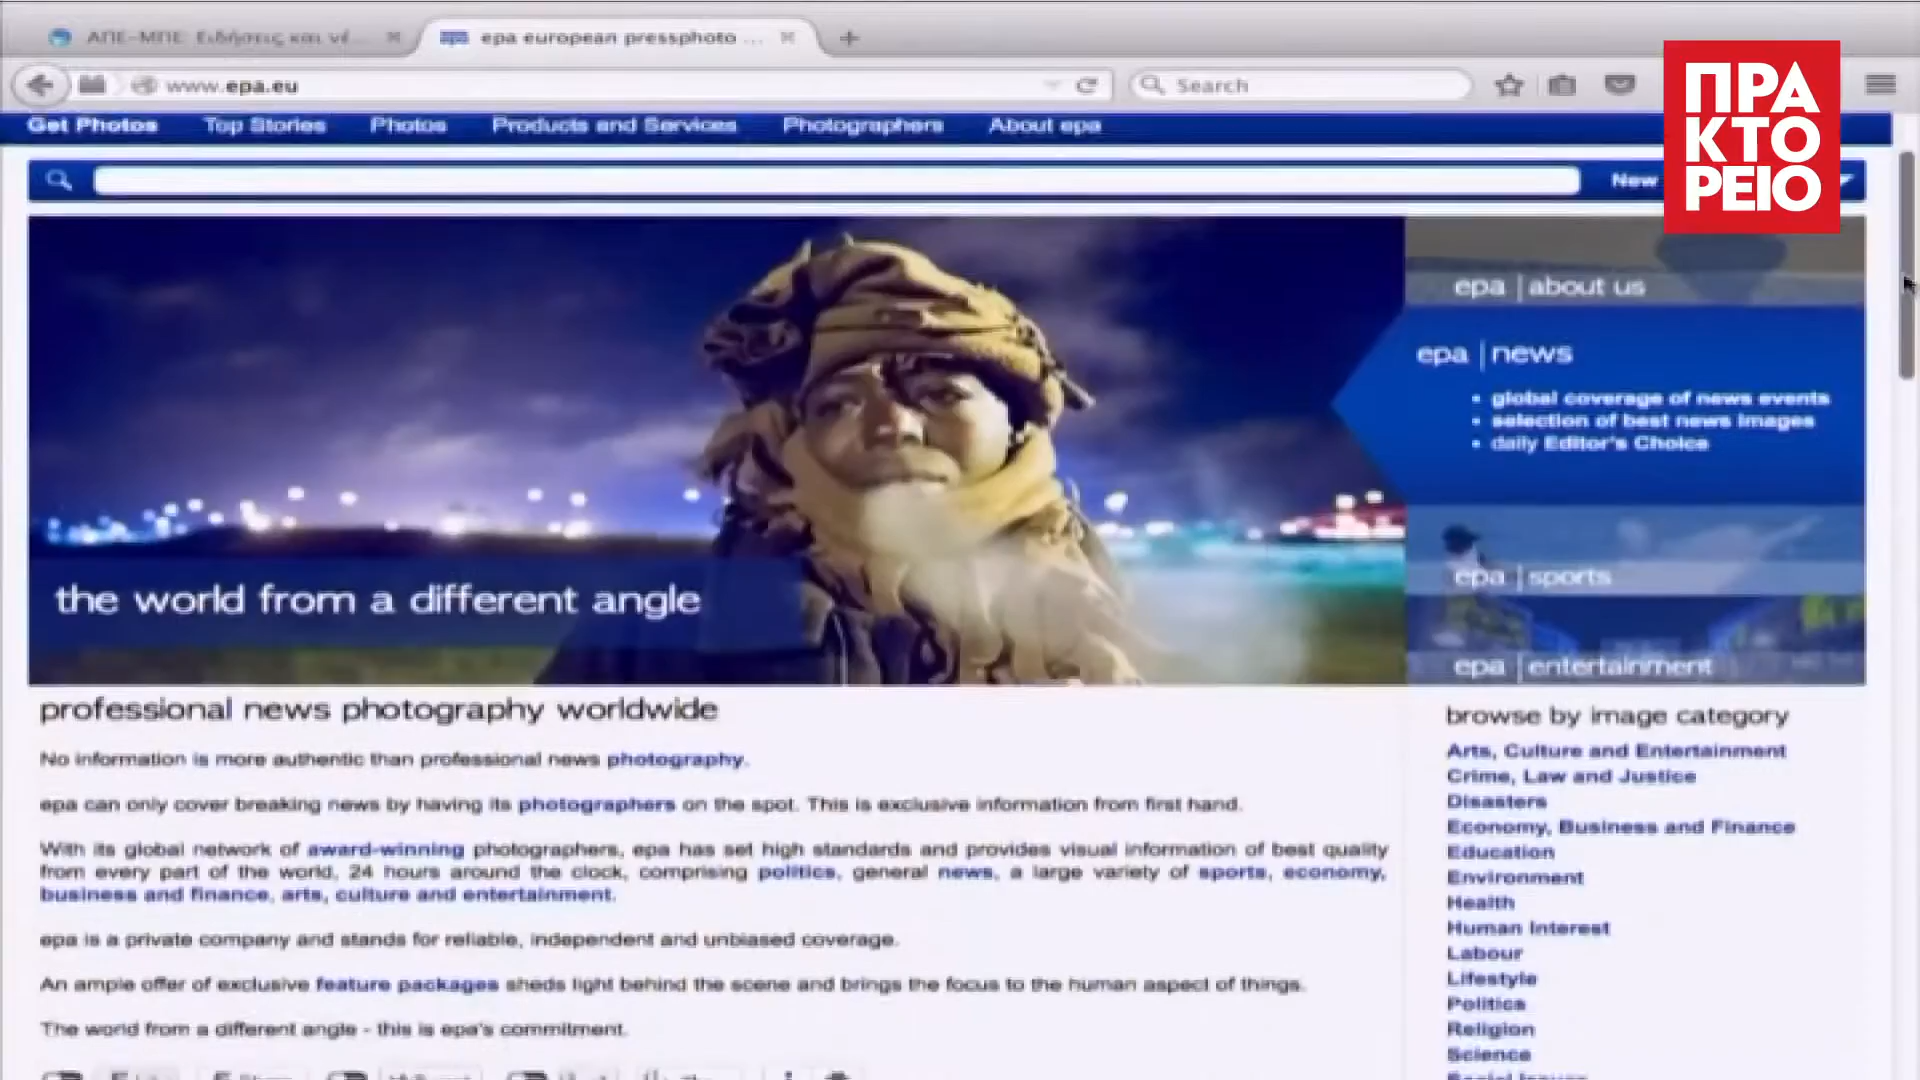 ΑΠΕ-ΜΠΕ: Ειδήσεις και νέ...
epa european pressphoto ...
www.epa.eu
Search
ΠΡΑ
ΚΤΟ
ΡΕΙΟ
Get Photos Top Stories Photos Products and Services Photographers About epa
New
epa | about us
epa | news
• global coverage of news events
• selection of best news images
• daily Editor's Choice
epa | sports
epa | entertainment
the world from a different angle
professional news photography worldwide
No information is more authentic than professional news photography.
epa can only cover breaking news by having its photographers on the spot. This is exclusive information from first hand.
With its global network of award-winning photographers, epa has set high standards and provides visual information of best quality
from every part of the world, 24 hours around the clock, comprising politics, general news, a large variety of sports, economy,
business and finance, arts, culture and entertainment.
epa is a private company and stands for reliable, independent and unbiased coverage.
An ample offer of exclusive feature packages sheds light behind the scene and brings the focus to the human aspect of things.
The world from a different angle - this is epa's commitment.
browse by image category
Arts, Culture and Entertainment
Crime, Law and Justice
Disasters
Economy, Business and Finance
Education
Environment
Health
Human Interest
Labour
Lifestyle
Politics
Religion
Science